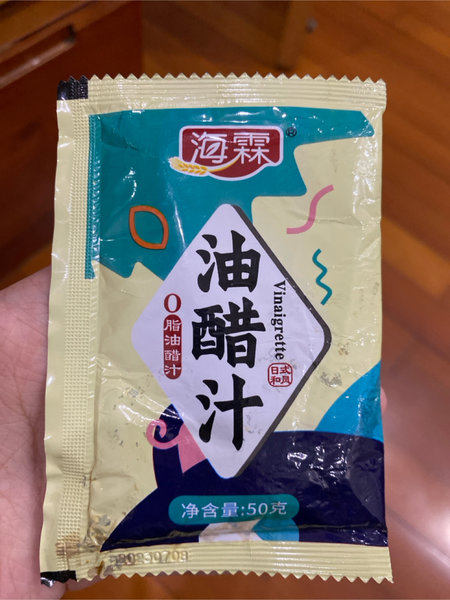 海霖®
油醋汁
Vinaigrette
0脂油醋汁
日式
和风
净含量:50克